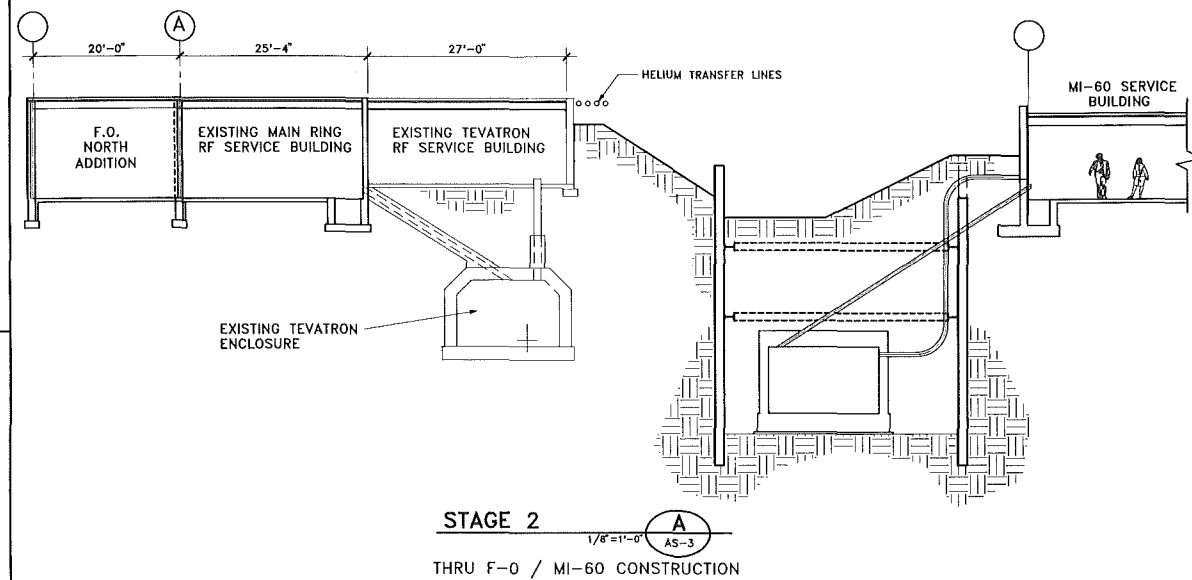 A
20'-0"
25'-4"
27'-0"
HELIUM TRANSFER LINES
MI-60 SERVICE
BUILDING
F.O.
NORTH
ADDITION
EXISTING MAIN RING
RF SERVICE BUILDING
EXISTING TEVATRON
RF SERVICE BUILDING
EXISTING TEVATRON
ENCLOSURE
STAGE 2
1/8"=1'-0"
A
AS-3
THRU F-0 / MI-60 CONSTRUCTION